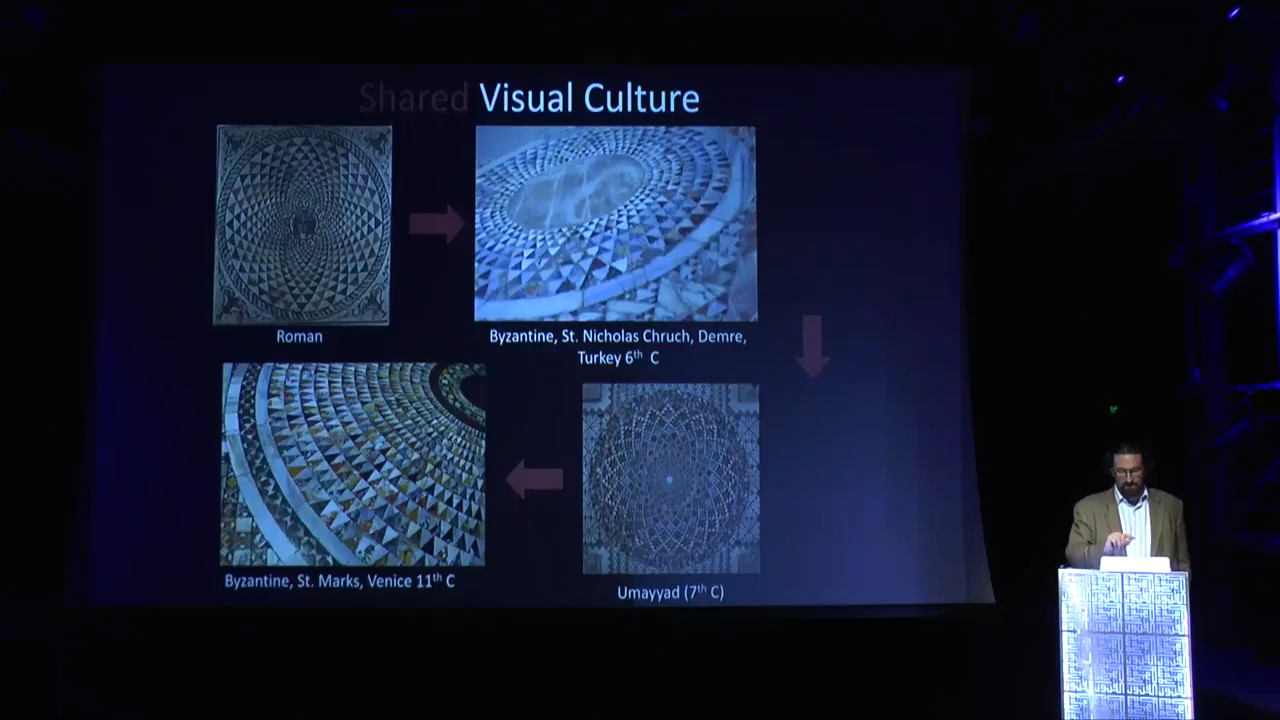 Shared Visual Culture
Roman
Byzantine, St. Nicholas Chruch, Demre,
Turkey 6th C
Byzantine, St. Marks, Venice 11th C
Umayyad (7th C)